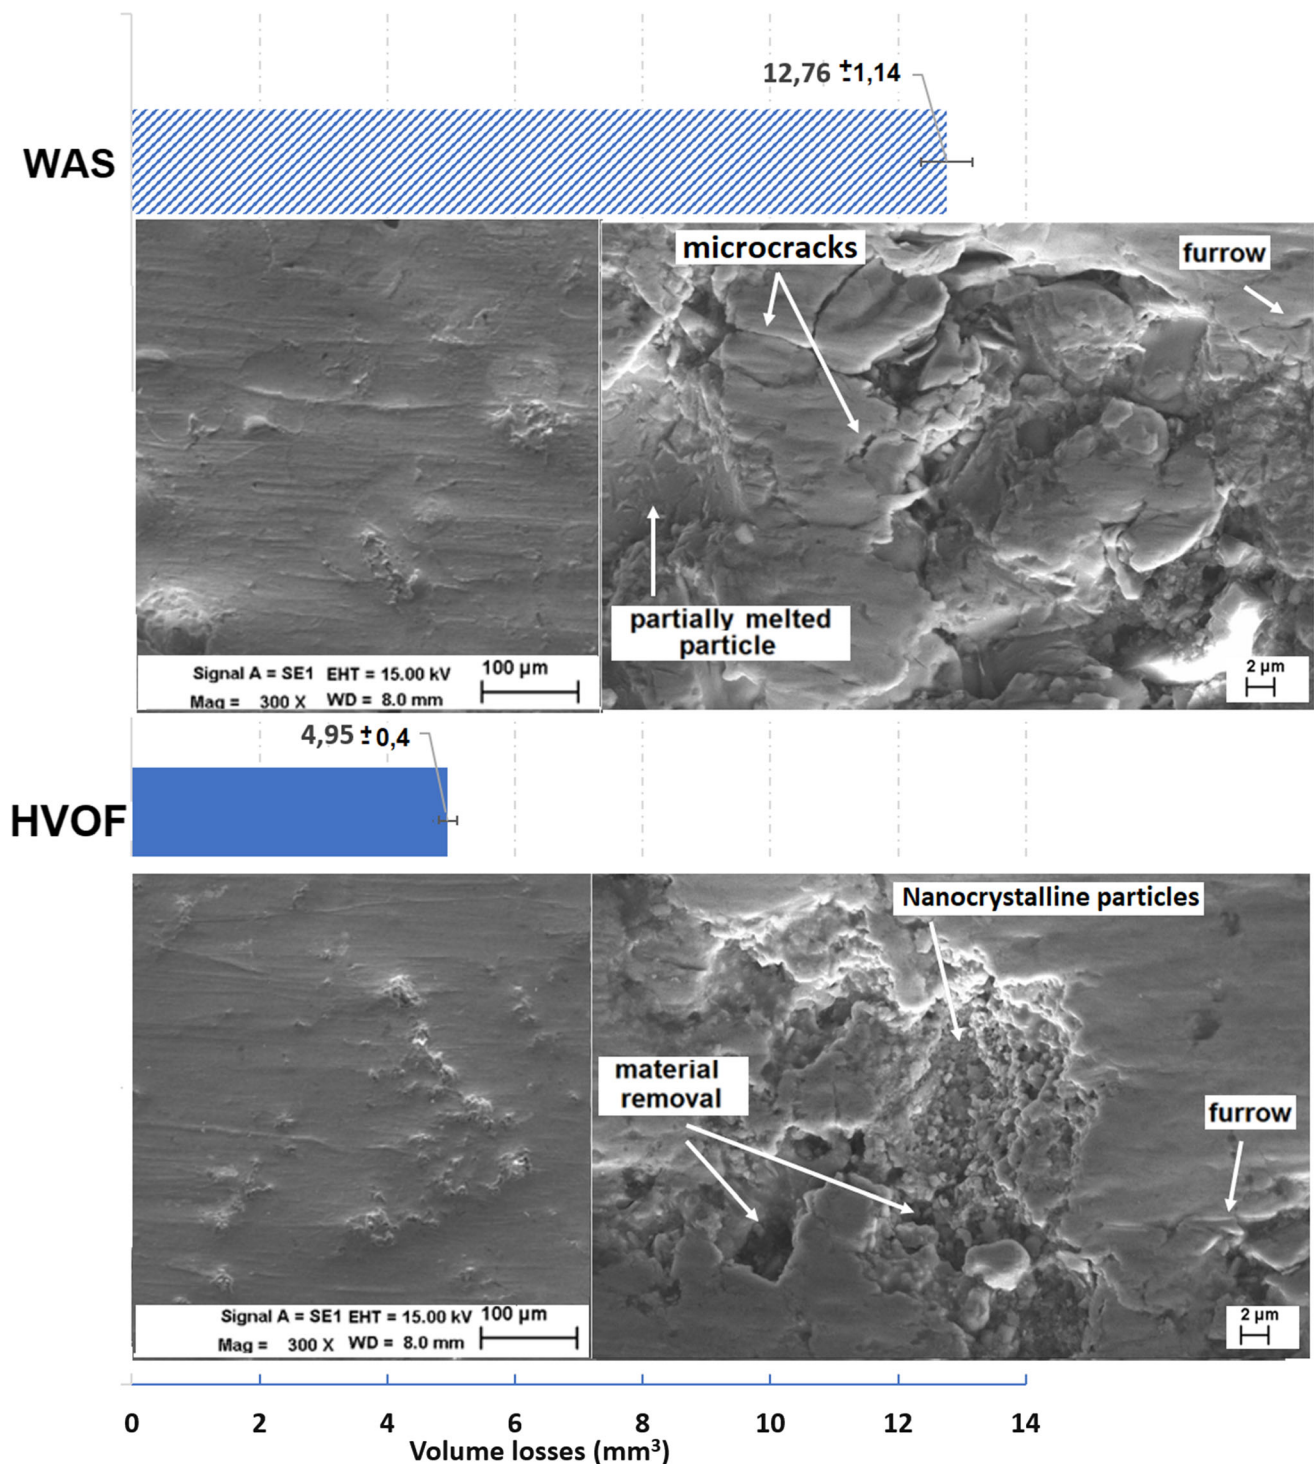 12,76 ±1,14
WAS
microcracks
furrow
partially melted
particle
Signal A = SE1 EHT = 15.00 kV 100 µm
Mag = 300 X WD = 8.0 mm
2 µm
4,95 ±0,4
HVOF
Nanocrystalline particles
material
removal
furrow
Signal A = SE1 EHT = 15.00 kV 100 µm
Mag = 300 X WD = 8.0 mm
2 µm
0 2 4 6 8 10 12 14
Volume losses (mm³)